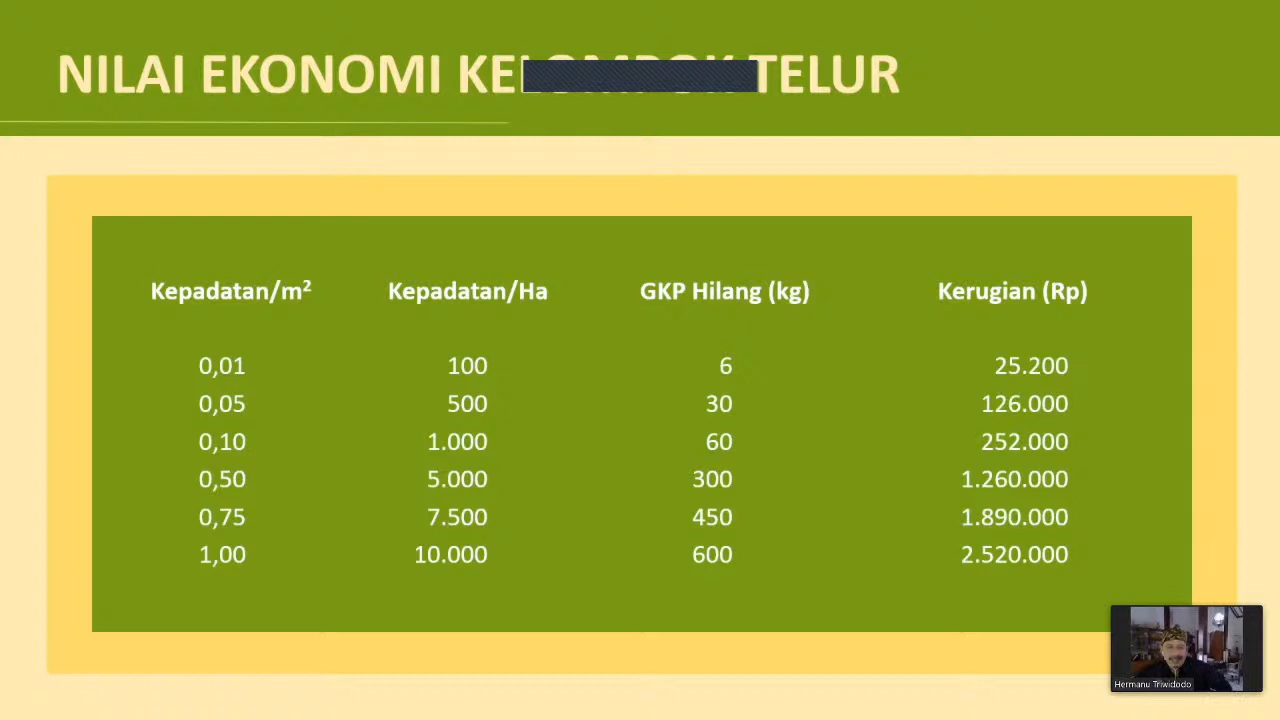 NILAI EKONOMI KELOMPOK TELUR
Kepadatan/m² Kepadatan/Ha GKP Hilang (kg) Kerugian (Rp)
0,01 100 6 25.200
0,05 500 30 126.000
0,10 1.000 60 252.000
0,50 5.000 300 1.260.000
0,75 7.500 450 1.890.000
1,00 10.000 600 2.520.000
Hermanu Triwidodo